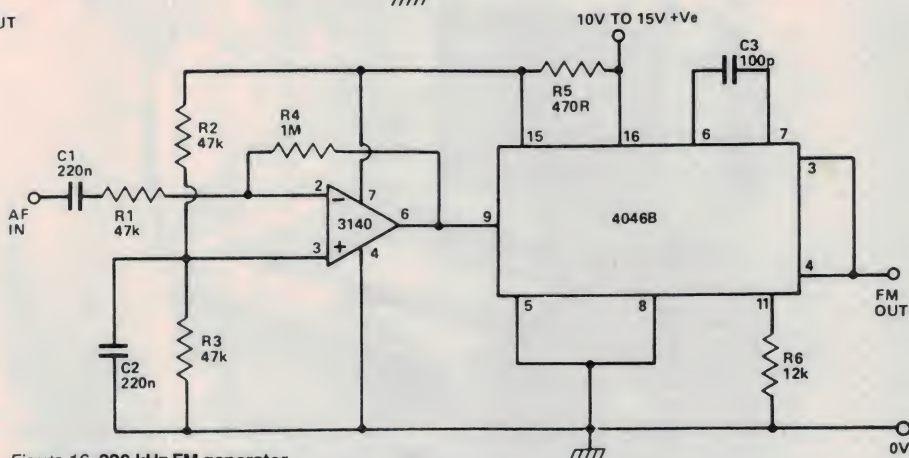 UT
10V TO 15V +Ve
C3
100p
R5
470R
R4
1M
R2
47k
15
16
6
7
C1
220n
3
2
7
AF
IN
R1
47k
3140
6
9
4046B
3
4
4
FM
OUT
5
8
11
R3
47k
C2
220n
R6
12k
0V
Figure 16. kHz FM generator